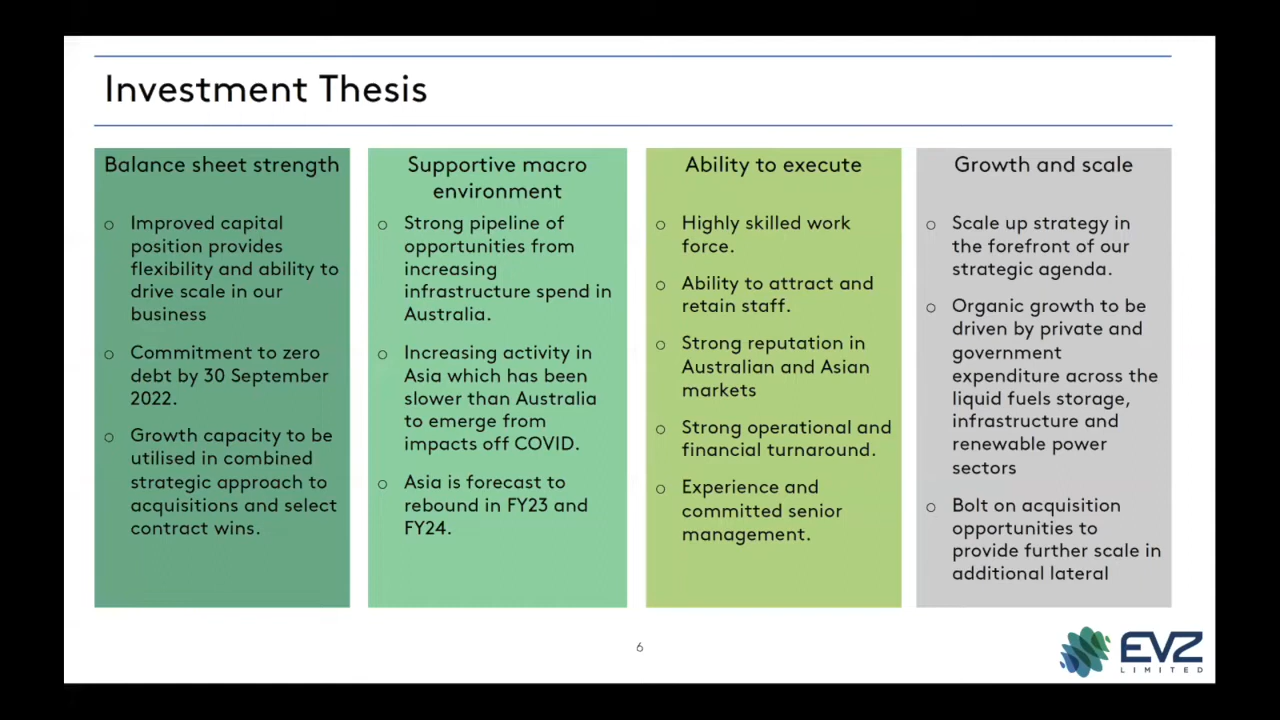 Investment Thesis
Balance sheet strength
○ Improved capital
position provides
flexibility and ability to
drive scale in our
business
○ Commitment to zero
debt by 30 September
2022.
○ Growth capacity to be
utilised in combined
strategic approach to
acquisitions and select
contract wins.
Supportive macro
environment
○ Strong pipeline of
opportunities from
increasing
infrastructure spend in
Australia.
○ Increasing activity in
Asia which has been
slower than Australia
to emerge from
impacts off COVID.
○ Asia is forecast to
rebound in FY23 and
FY24.
Ability to execute
○ Highly skilled work
force.
○ Ability to attract and
retain staff.
○ Strong reputation in
Australian and Asian
markets
○ Strong operational and
financial turnaround.
○ Experience and
committed senior
management.
Growth and scale
○ Scale up strategy in
the forefront of our
strategic agenda.
○ Organic growth to be
driven by private and
government
expenditure across the
liquid fuels storage,
infrastructure and
renewable power
sectors
○ Bolt on acquisition
opportunities to
provide further scale in
additional lateral
6
EVZ
LIMITED